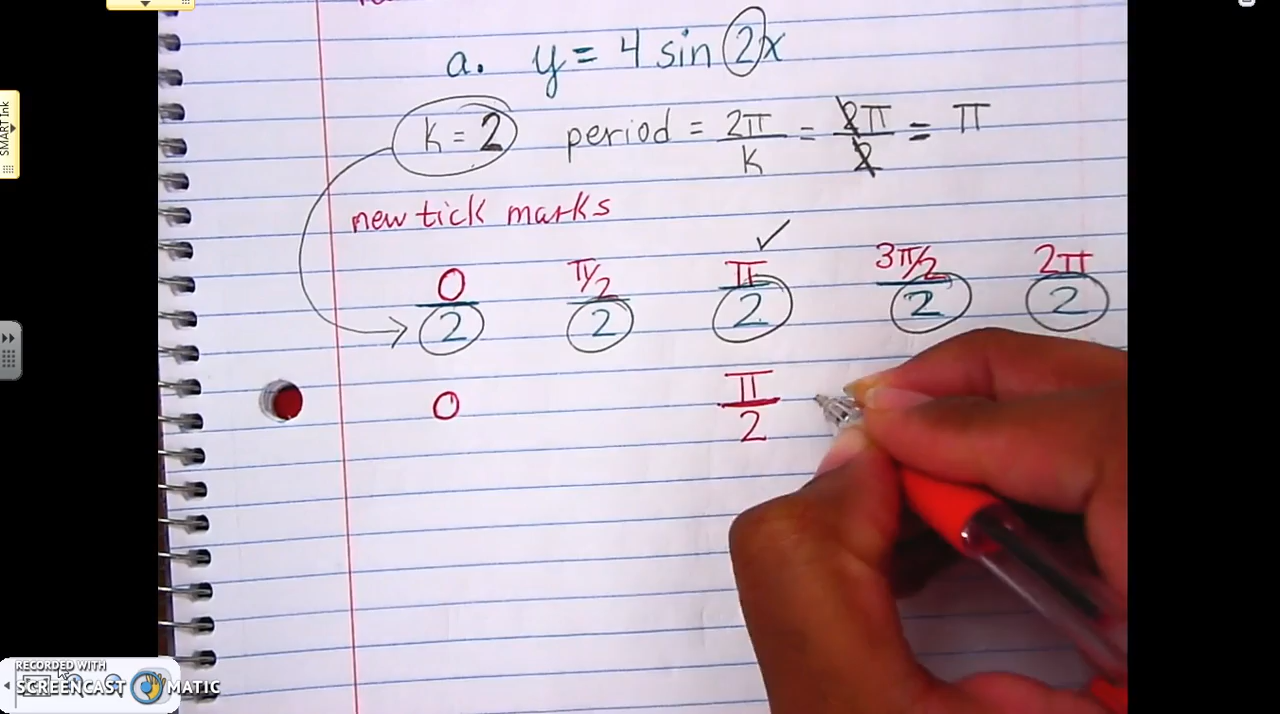 a. y = 4 sin 2x
k = 2 period = 2π/k = 2π/2 = π
new tick marks
0/2 π/2/2 π/2 3π/2/2 2π/2
0 π/2
SMART Ink
RECORDED WITH
SCREENCAST MATIC